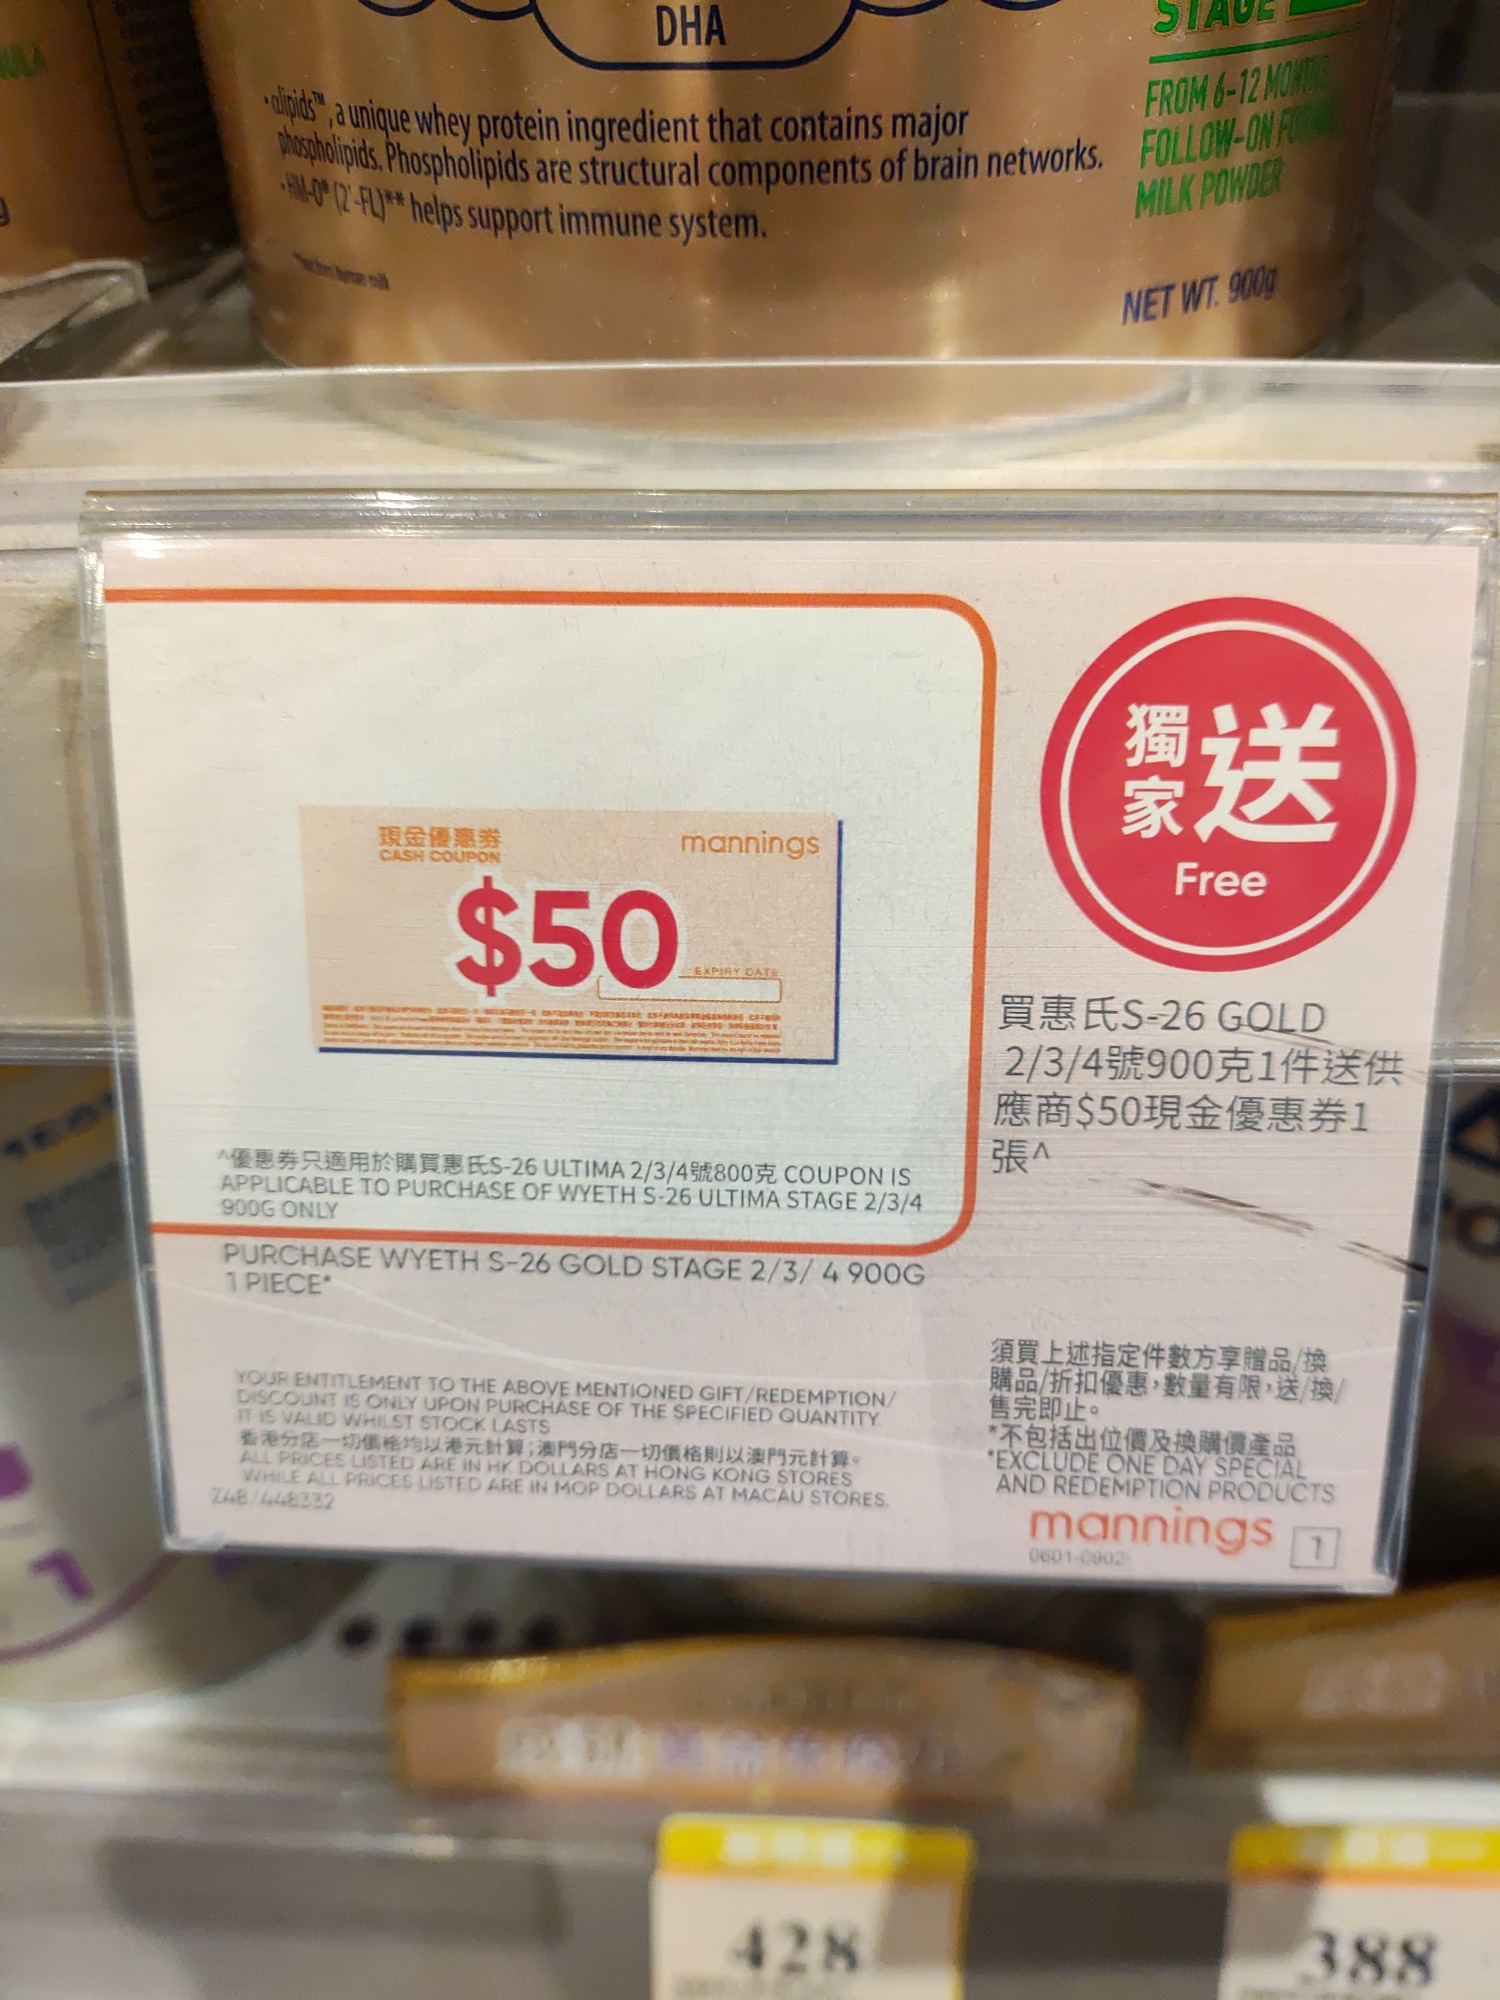 DHA
STAGE
• αlipids™, a unique whey protein ingredient that contains major
phospholipids. Phospholipids are structural components of brain networks.
• HM-O® (2'-FL)** helps support immune system.
FROM 6-12 MONTHS
FOLLOW-ON
MILK POWDER
NET WT. 900g
現金優惠券
CASH COUPON
mannings
$50
EXPIRY DATE
獨家送
Free
買惠氏S-26 GOLD
2/3/4號900克1件送供
應商$50現金優惠券1
張^
^優惠券只適用於購買惠氏S-26 ULTIMA 2/3/4號800克 COUPON IS
APPLICABLE TO PURCHASE OF WYETH S-26 ULTIMA STAGE 2/3/4
900G ONLY
PURCHASE WYETH S-26 GOLD STAGE 2/3/ 4 900G
1 PIECE*
YOUR ENTITLEMENT TO THE ABOVE MENTIONED GIFT/REDEMPTION/
DISCOUNT IS ONLY UPON PURCHASE OF THE SPECIFIED QUANTITY.
IT IS VALID WHILST STOCK LASTS
香港分店一切價格均以港元計算;澳門分店一切價格則以澳門元計算。
ALL PRICES LISTED ARE IN HK DOLLARS AT HONG KONG STORES
WHILE ALL PRICES LISTED ARE IN MOP DOLLARS AT MACAU STORES.
248/448332
須買上述指定件數方享贈品/換
購品/折扣優惠,數量有限,送/換/
售完即止。
*不包括出位價及換購價產品
*EXCLUDE ONE DAY SPECIAL
AND REDEMPTION PRODUCTS
mannings
0601-0902
1
1
428
388